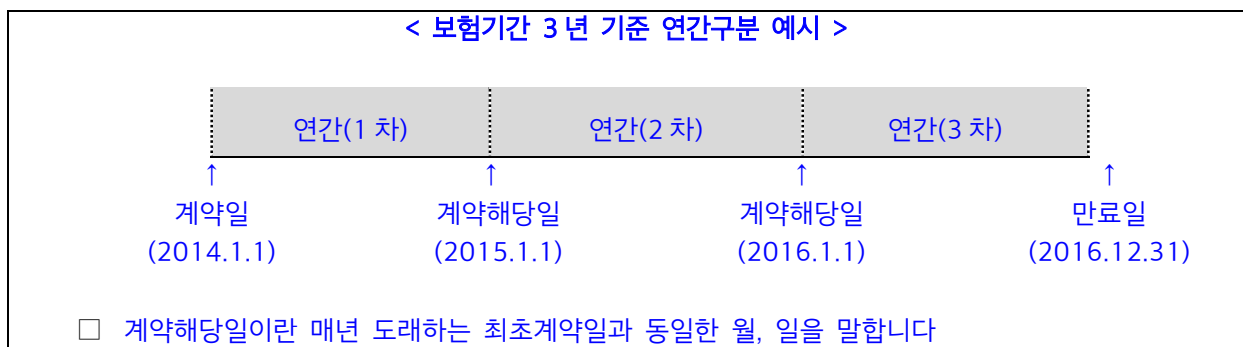 < 보험기간 3년 기준 연간구분 예시 >
연간(1차) 연간(2차) 연간(3차)
↑ ↑ ↑ ↑
계약일 계약해당일 계약해당일 만료일
(2014.1.1) (2015.1.1) (2016.1.1) (2016.12.31)
□ 계약해당일이란 매년 도래하는 최초계약일과 동일한 월, 일을 말합니다